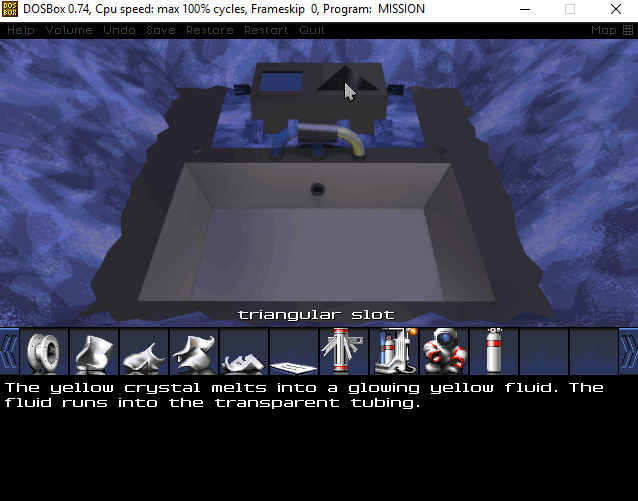 DOSBox 0.74, Cpu speed: max 100% cycles, Frameskip 0, Program: MISSION
Help Volume Undo Save Restore Restart Quit Map
triangular slot
The yellow crystal melts into a glowing yellow fluid. The
fluid runs into the transparent tubing.